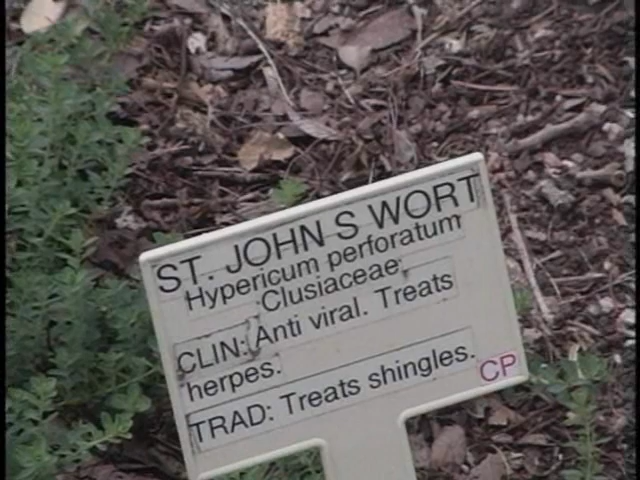 ST. JOHN S WORT
Hypericum perforatum
Clusiaceae
CLIN: Anti viral. Treats
herpes.
TRAD: Treats shingles.
CP